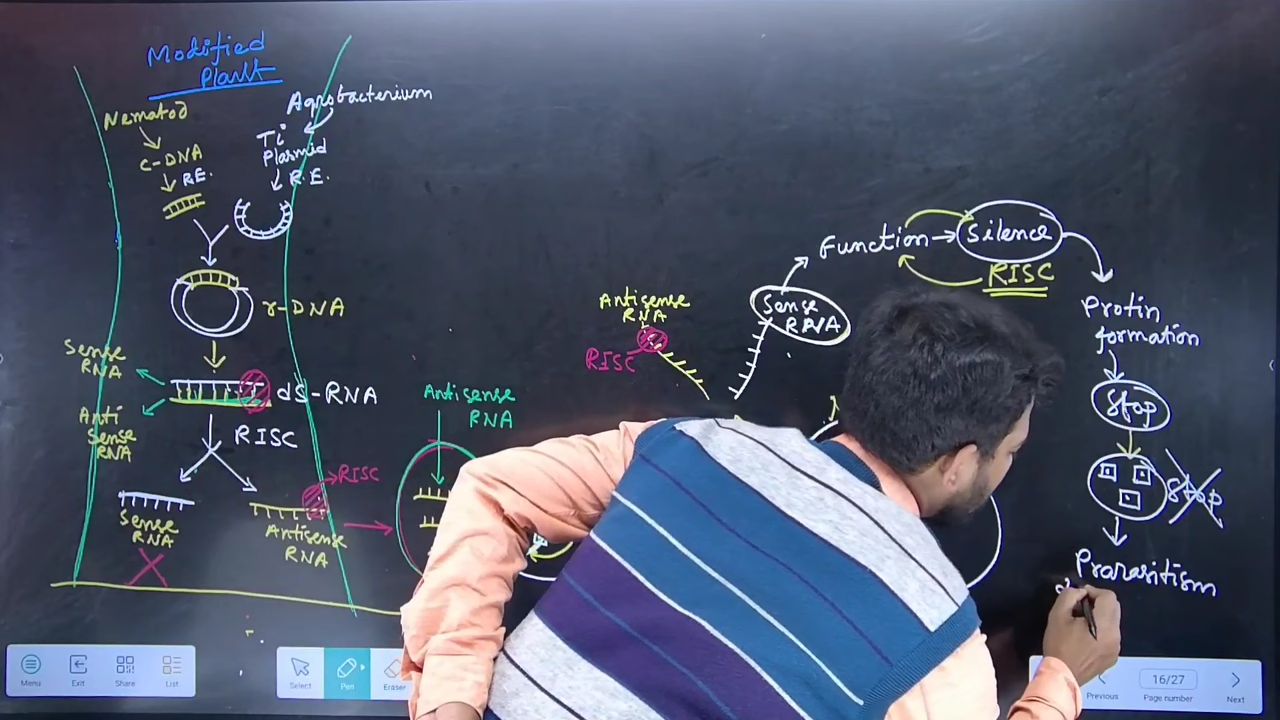 Modified
Plant
Nematod
Agrobacterium
C-DNA
Ti
Plasmid
R.E.
R.E.
r-DNA
Sense
RNA
dS-RNA
Anti
Sense
RNA
RISC
Sense
RNA
RISC
Antisense
RNA
Antisense
RNA
Antisense
RNA
RISC
Sense
RNA
Function → Silence
RISC
Protin
formation
Stop
Stop
Prarasitism
Menu
Exit
Share
List
Select
Pen
Eraser
Previous
16/27
Page number
Next